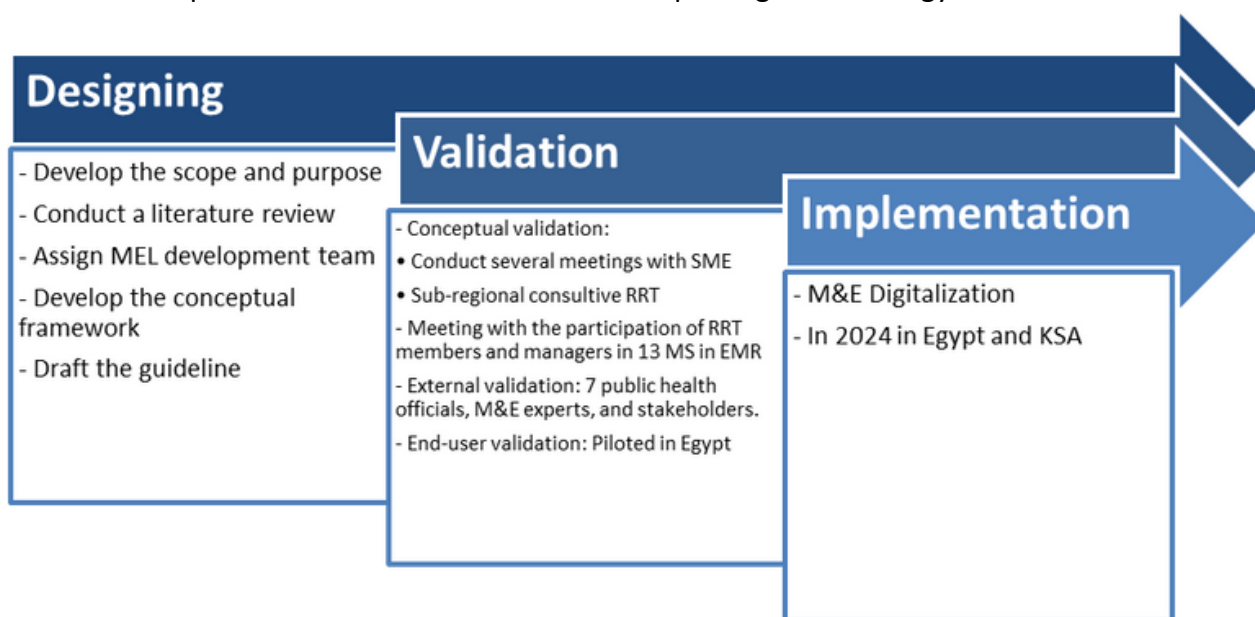 Designing
- Develop the scope and purpose
- Conduct a literature review
- Assign MEL development team
- Develop the conceptual
framework
- Draft the guideline
Validation
- Conceptual validation:
• Conduct several meetings with SME
• Sub-regional consultive RRT
- Meeting with the participation of RRT
members and managers in 13 MS in EMR
- External validation: 7 public health
officials, M&E experts, and stakeholders.
- End-user validation: Piloted in Egypt
Implementation
- M&E Digitalization
- In 2024 in Egypt and KSA